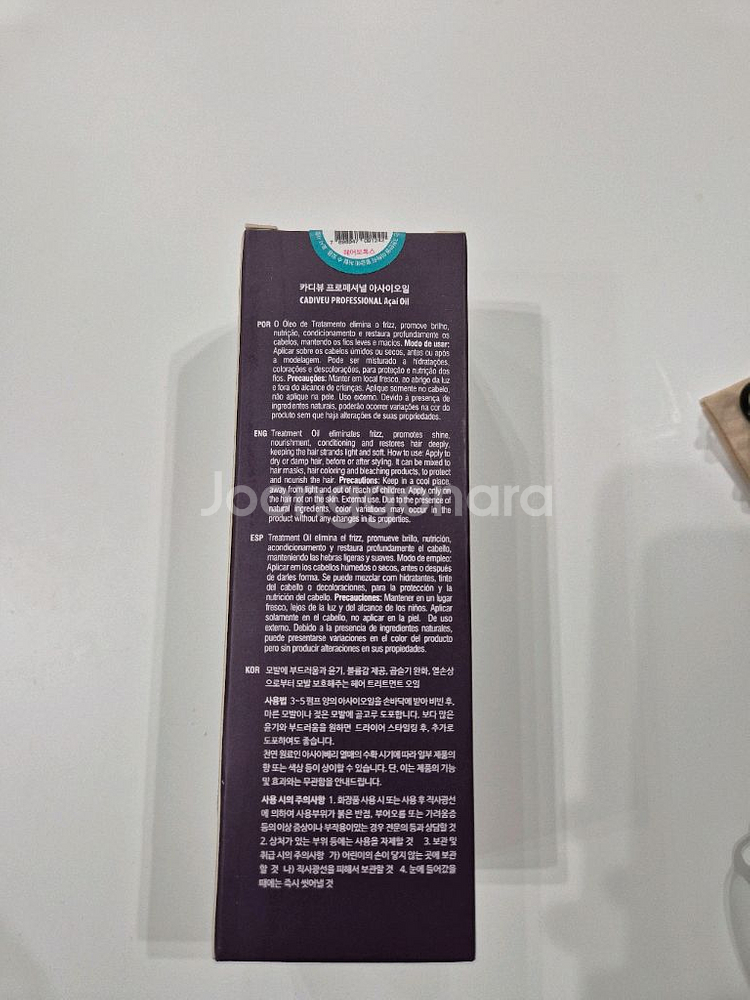 헤어보톡스
카디뷰 프로페셔널 아사이오일
CADIVEU PROFESSIONAL Açaí Oil
POR O Óleo de Tratamento elimina o frizz, promove brilho,
nutrição, condicionamento e restaura profundamente os
cabelos, mantendo os fios leves e macios. Modo de usar:
Aplicar sobre os cabelos úmidos ou secos, antes ou após
a modelagem. Pode ser misturado a hidratações,
colorações e descolorações, para proteção e nutrição dos
fios. Precauções: Manter em local fresco, ao abrigo da luz
e fora do alcance de crianças. Aplique somente no cabelo,
não aplique na pele. Uso externo. Devido à presença de
ingredientes naturais, poderão ocorrer variações na cor do
produto sem que haja alterações de suas propriedades.
ENG Treatment Oil eliminates frizz, promotes shine,
nourishment, conditioning and restores hair deeply,
keeping the hair strands light and soft. How to use: Apply to
dry or damp hair, before or after styling. It can be mixed to
hair masks, hair coloring and bleaching products, to protect
and nourish the hair. Precautions: Keep in a cool place,
away from light and out of reach of children. Apply only on
the hair not on the skin. External use. Due to the presence of
natural ingredients, color variations may occur in the
product without any changes in its properties.
Joonggonara
ESP Treatment Oil elimina el frizz, promueve brillo, nutrición,
acondicionamento y restaura profundamente el cabello,
manteniendo las hebras ligeras y suaves. Modo de empleo:
Aplicar em los cabellos húmedos o secos, antes o después
de darles forma. Se puede mezclar com hidratantes, tinte
del cabello o decoloraciones, para la protección y la
nutrición del cabello. Precauciones: Mantener en un lugar
fresco, lejos de la luz y del alcance de los niños. Aplicar
solamente en el cabello, no aplicar en la piel. De uso
externo. Debido a la presencia de ingredientes naturales,
puede presentarse variaciones en el color del producto
pero sin producir alteraciones en sus propiedades.
KOR 모발에 부드러움과 윤기, 볼륨감 제공, 곱슬기 완화, 열손상
으로부터 모발 보호해주는 헤어 트리트먼트 오일
사용법 3~5펌프 양의 아사이오일을 손바닥에 받아 비빈 후,
마른 모발이나 젖은 모발에 골고루 도포합니다. 보다 많은
윤기와 부드러움을 원하면 드라이어 스타일링 후, 추가로
도포하여도 좋습니다.
천연 원료인 아사이베리 열매의 수확 시기에 따라 일부 제품의
향 또는 색상 등이 상이할 수 있습니다. 단, 이는 제품의 기능
및 효과와는 무관함을 안내드립니다.
사용 시의 주의사항 1. 화장품 사용 시 또는 사용 후 직사광선
에 의하여 사용부위가 붉은 반점, 부어오름 또는 가려움증
등의 이상 증상이나 부작용이있는 경우 전문의 등과 상담할 것
2. 상처가 있는 부위 등에는 사용을 자제할 것 3. 보관 및
취급 시의 주의사항 가) 어린이의 손이 닿지 않는 곳에 보관
할 것 나) 직사광선을 피해서 보관할 것 4. 눈에 들어갔을
때에는 즉시 씻어낼 것